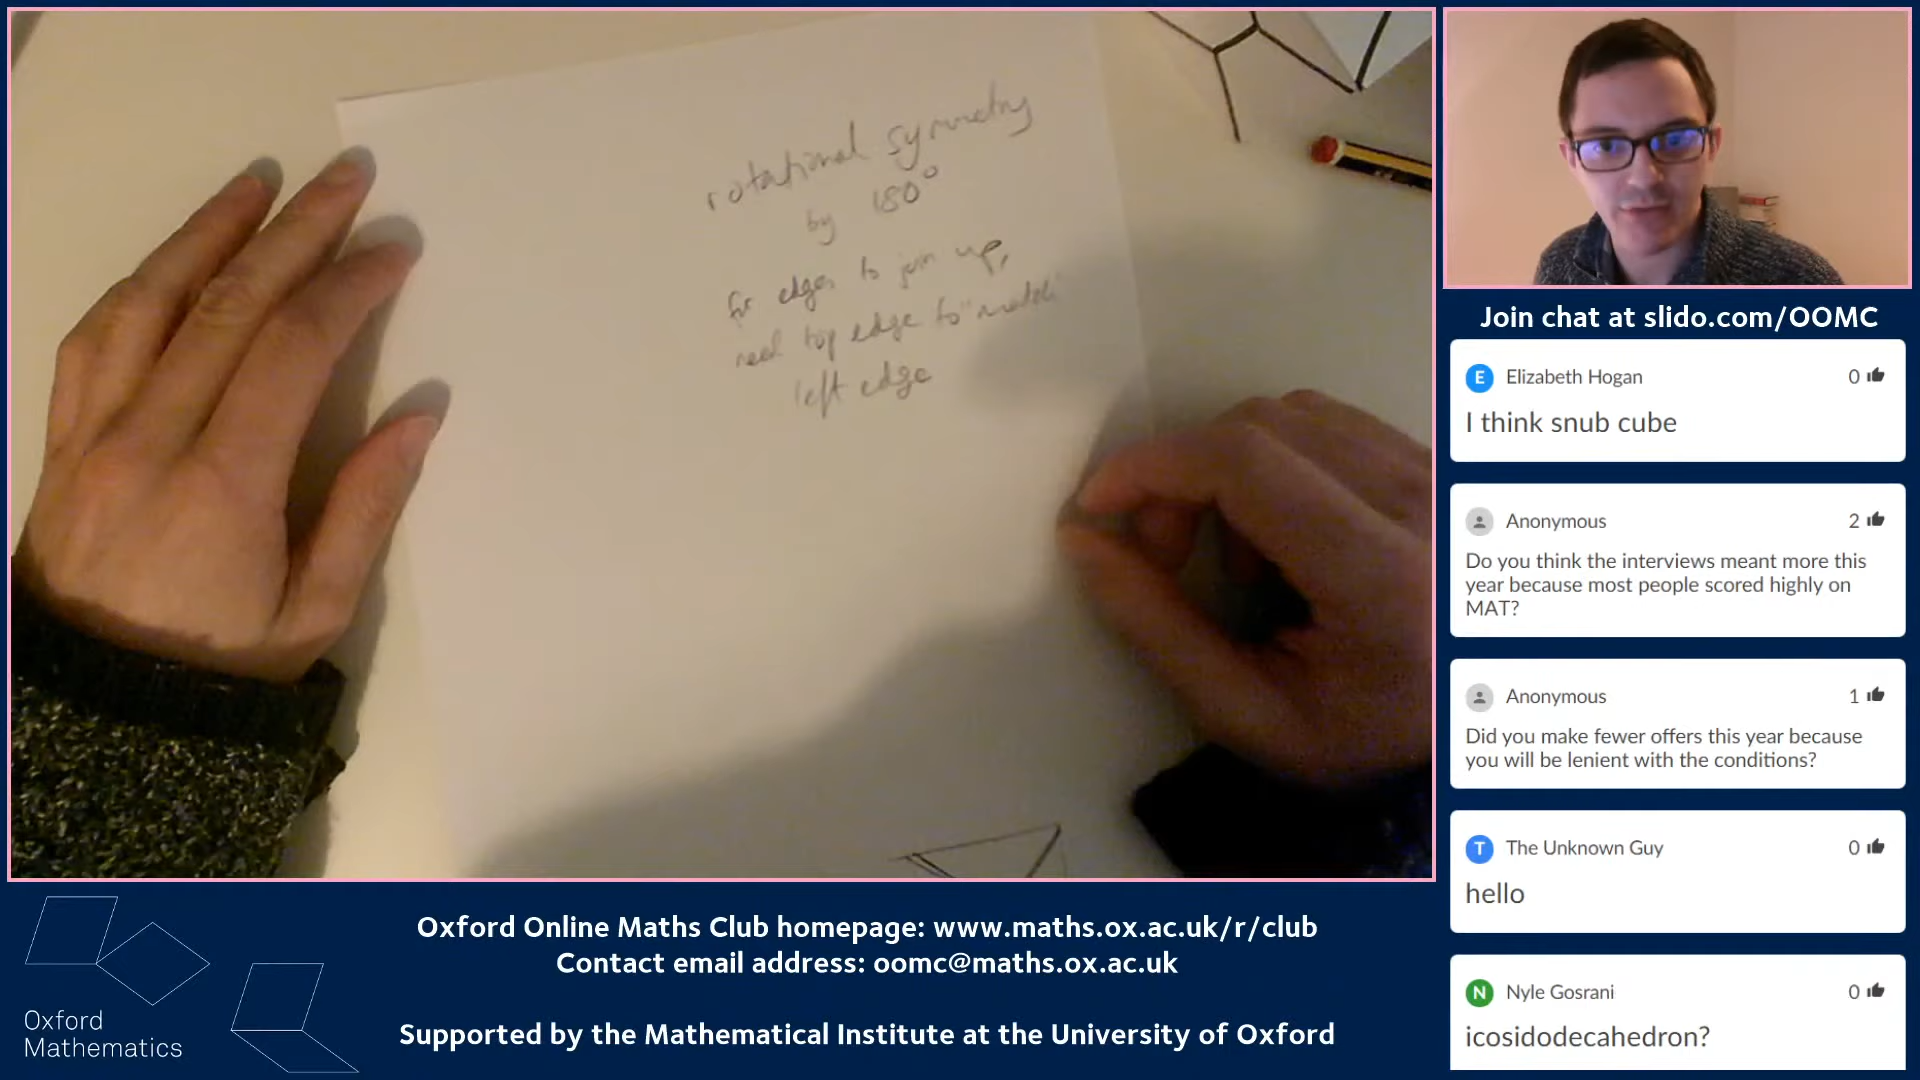 rotational symmetry
by 180°
for edges to join up,
need top edge to "match"
left edge
Join chat at slido.com/OOMC
E Elizabeth Hogan 0
I think snub cube
Anonymous 2
Do you think the interviews meant more this
year because most people scored highly on
MAT?
Anonymous 1
Did you make fewer offers this year because
you will be lenient with the conditions?
T The Unknown Guy 0
hello
N Nyle Gosrani 0
icosidodecahedron?
Oxford Online Maths Club homepage: www.maths.ox.ac.uk/r/club
Contact email address: oomc@maths.ox.ac.uk
Supported by the Mathematical Institute at the University of Oxford
Oxford
Mathematics